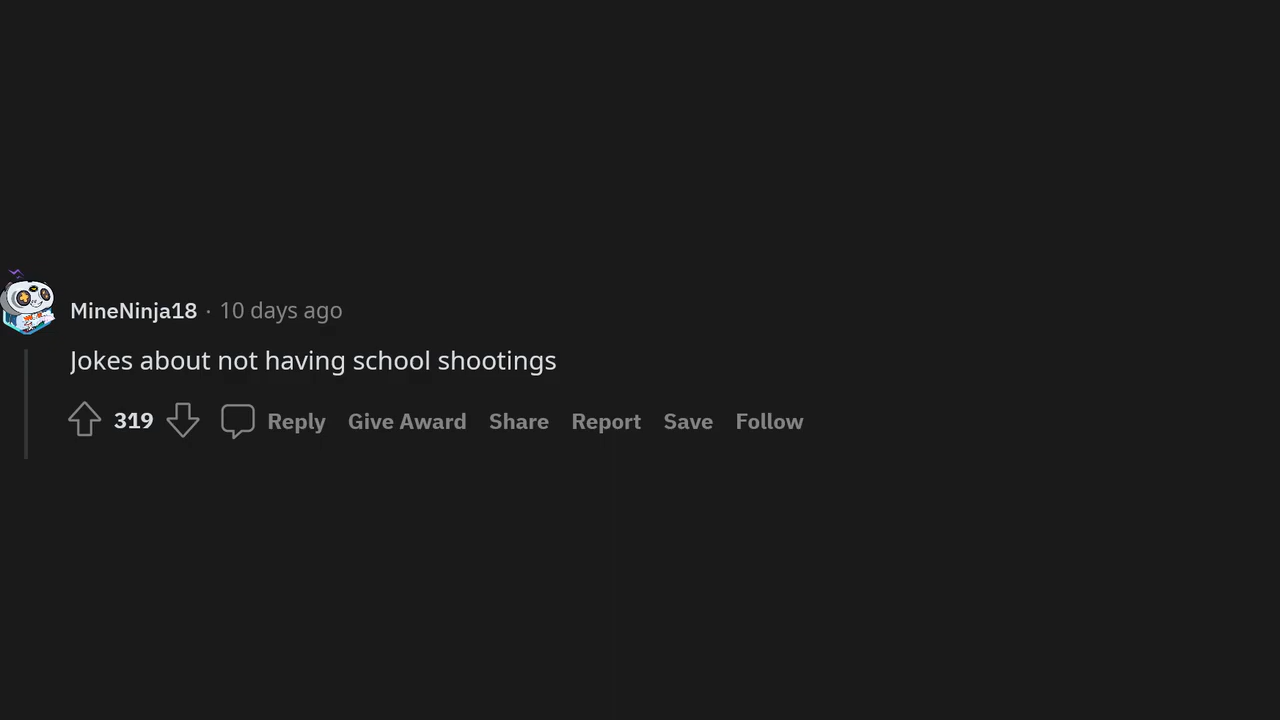 MineNinja18 · 10 days ago
Jokes about not having school shootings
319 Reply Give Award Share Report Save Follow